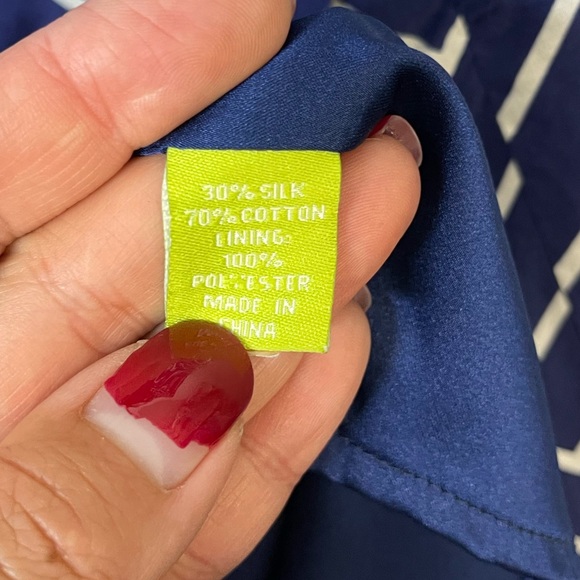 30% SILK
70% COTTON
LINING:
100%
POLYESTER
MADE IN
CHINA